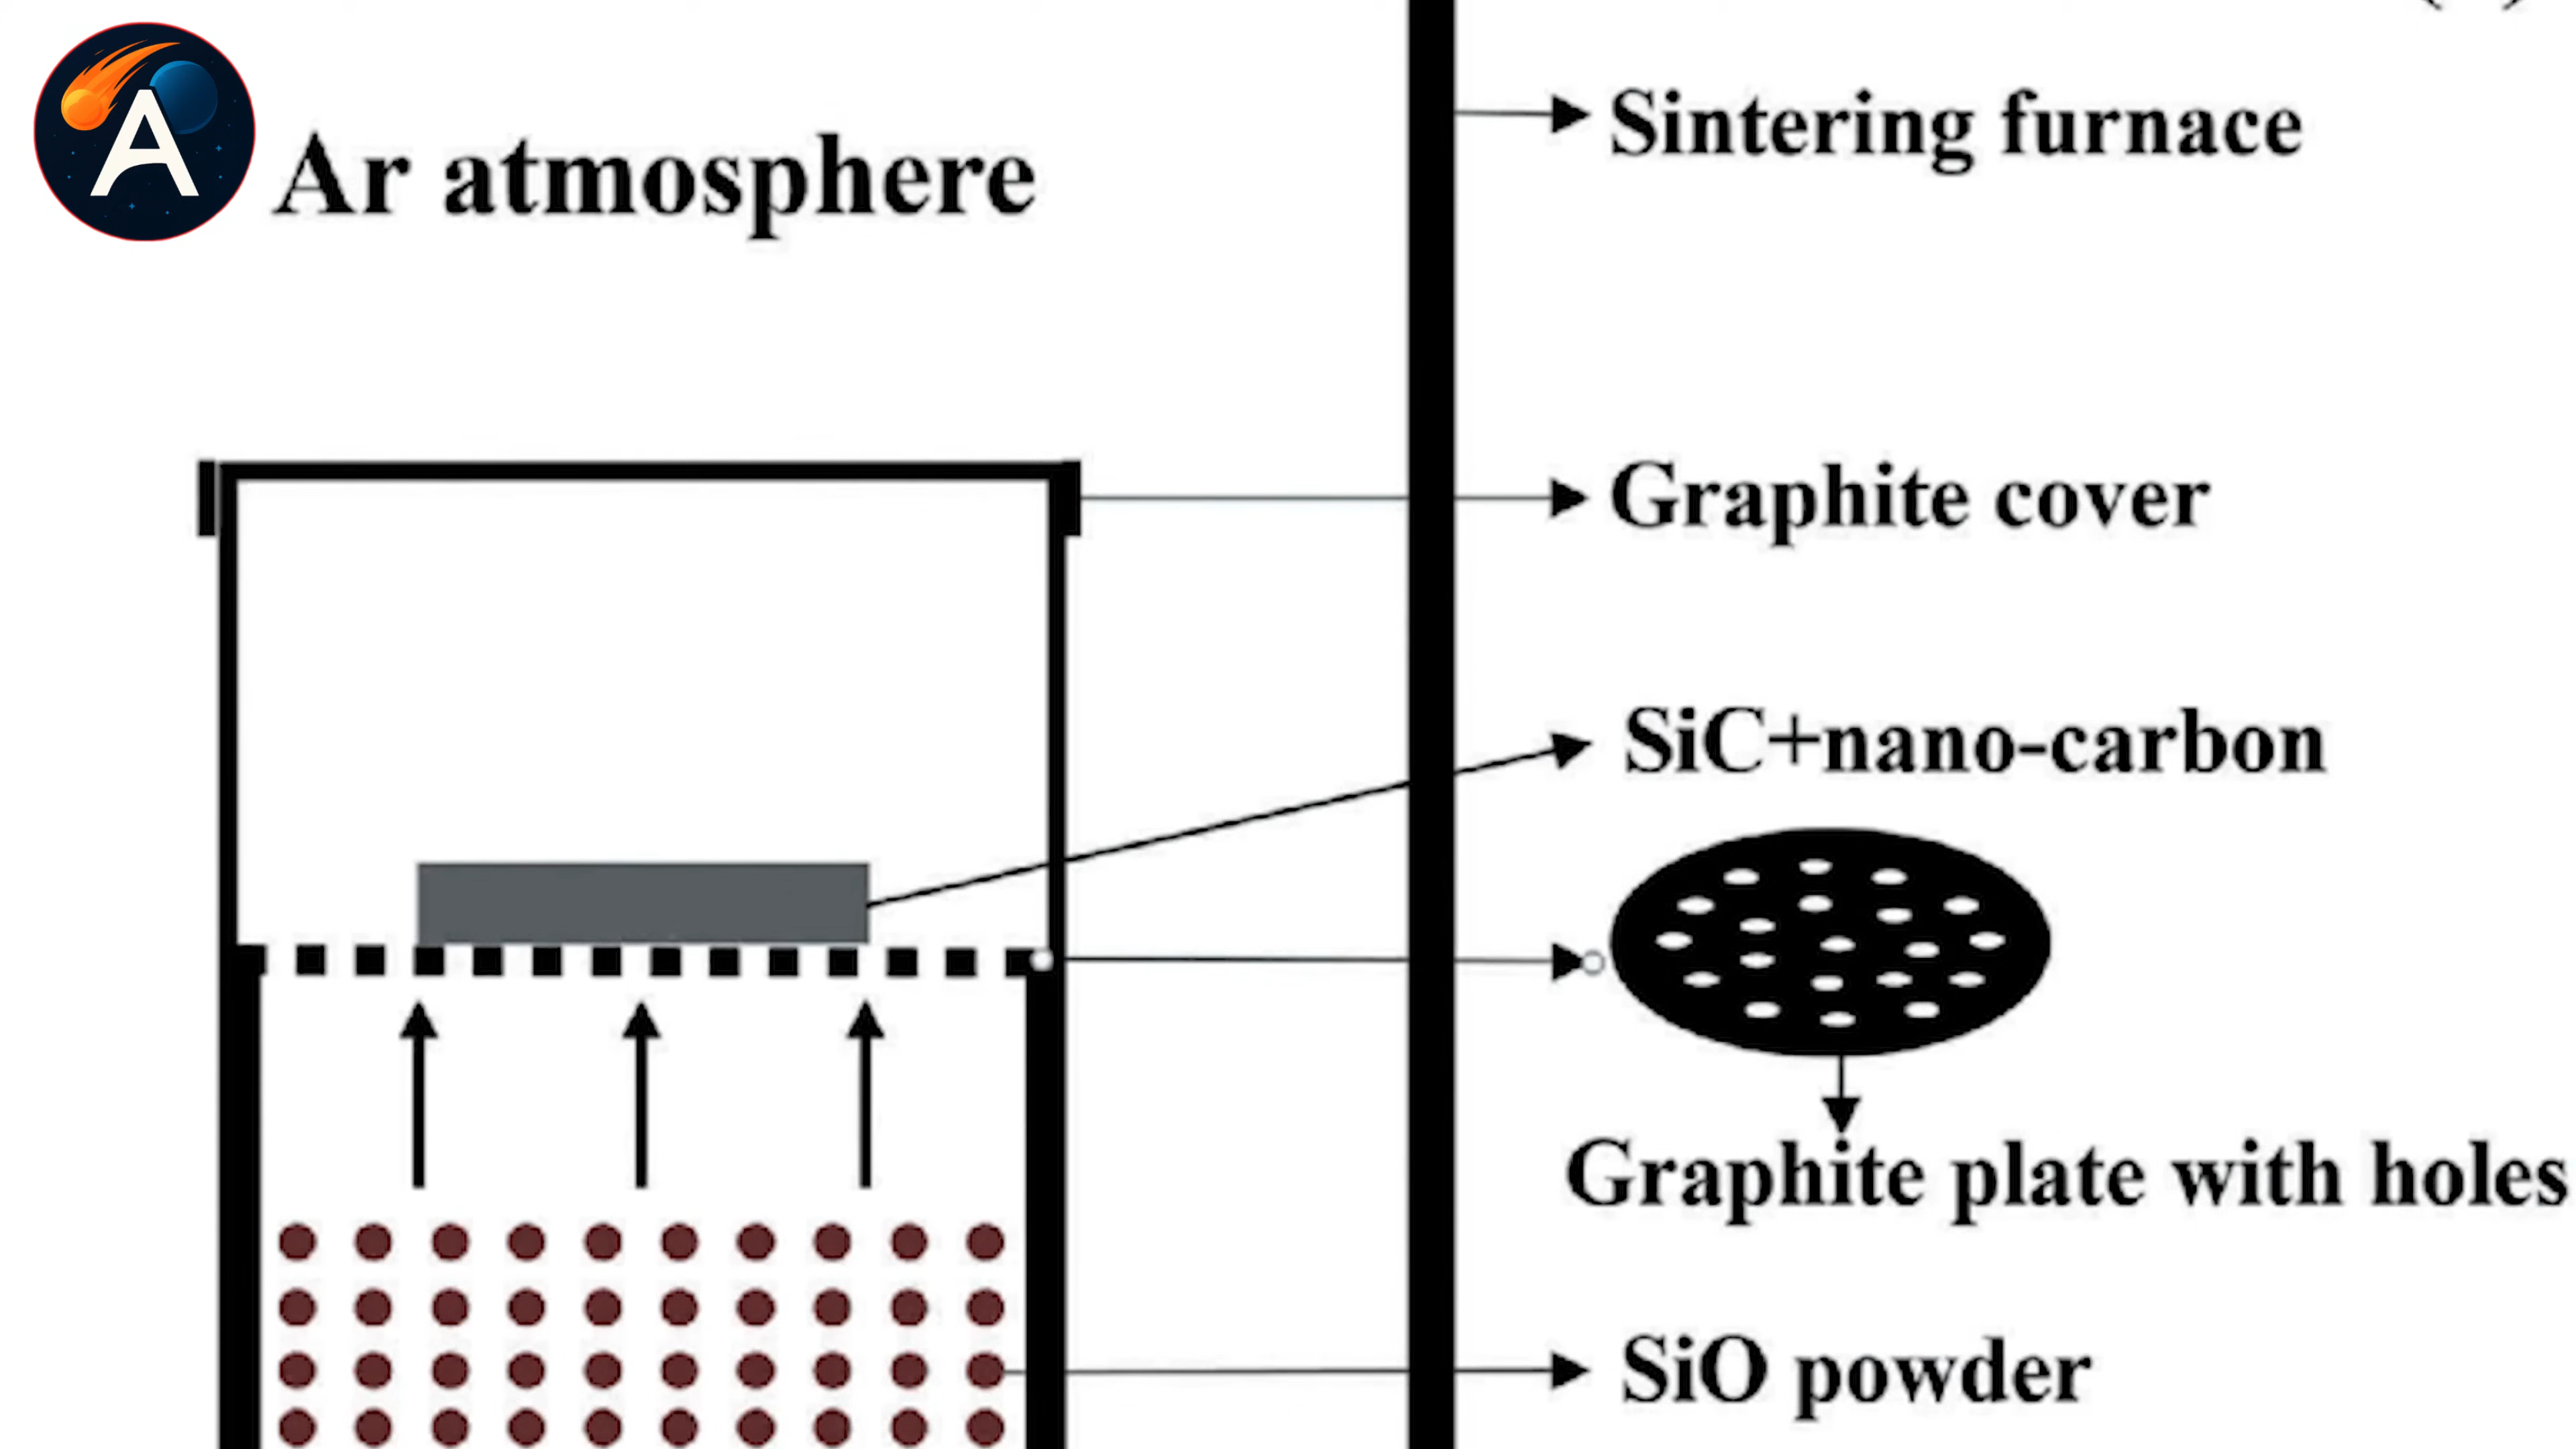 A
Ar atmosphere
Sintering furnace
Graphite cover
SiC+nano-carbon
Graphite plate with holes
SiO powder